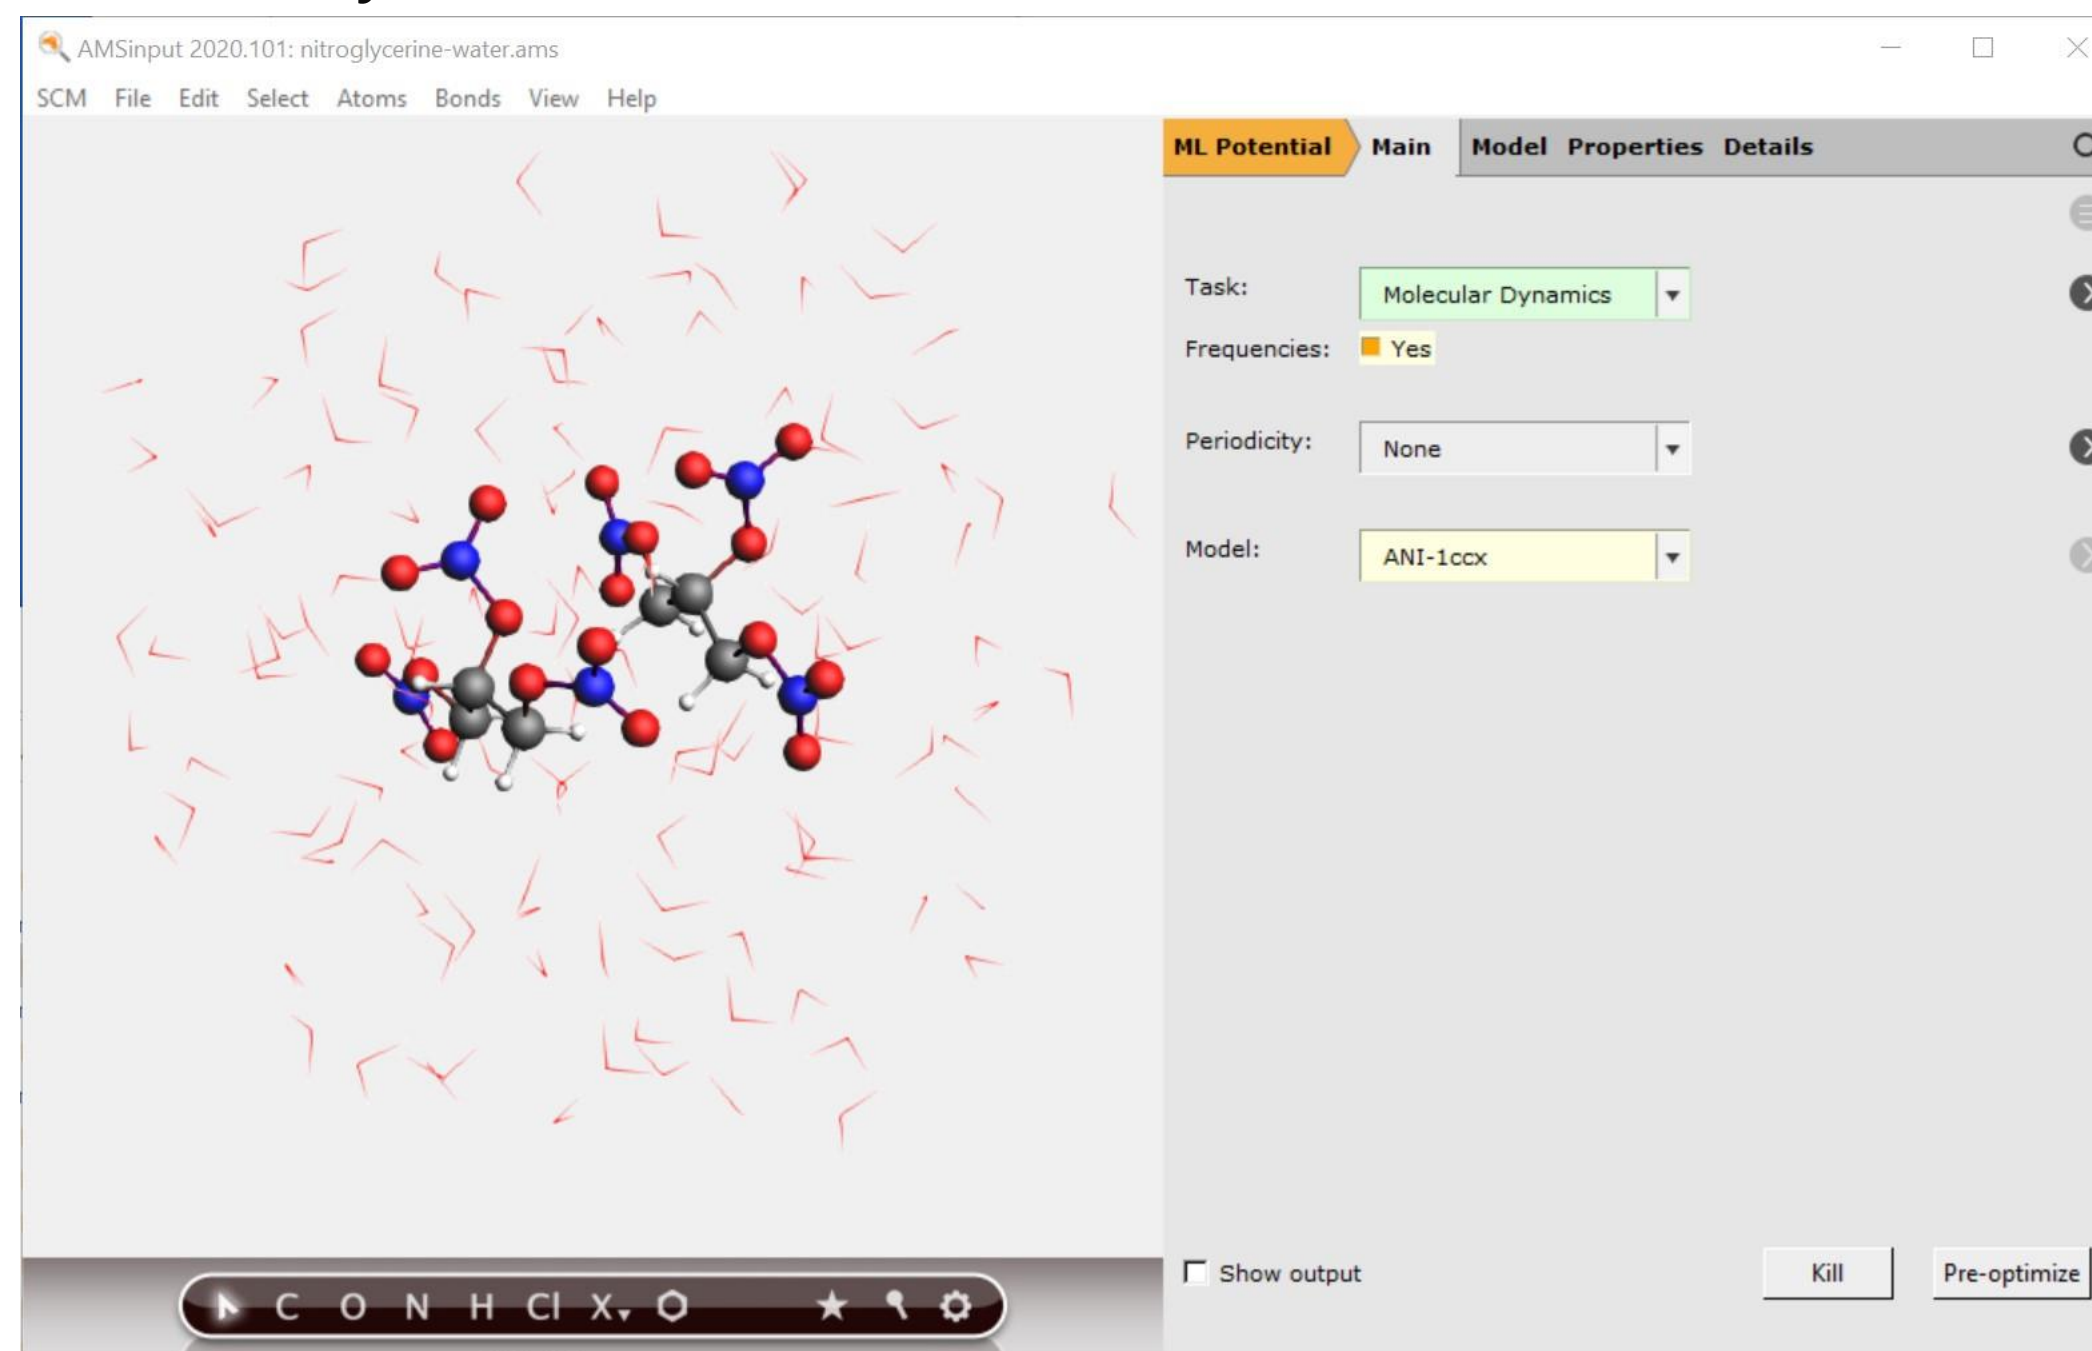 AMSinput 2020.101: nitroglycerine-water.ams
SCM File Edit Select Atoms Bonds View Help
ML Potential Main Model Properties Details
Task: Molecular Dynamics
Frequencies: Yes
Periodicity: None
Model: ANI-1ccx
Show output Kill Pre-optimize
C O N H Cl X